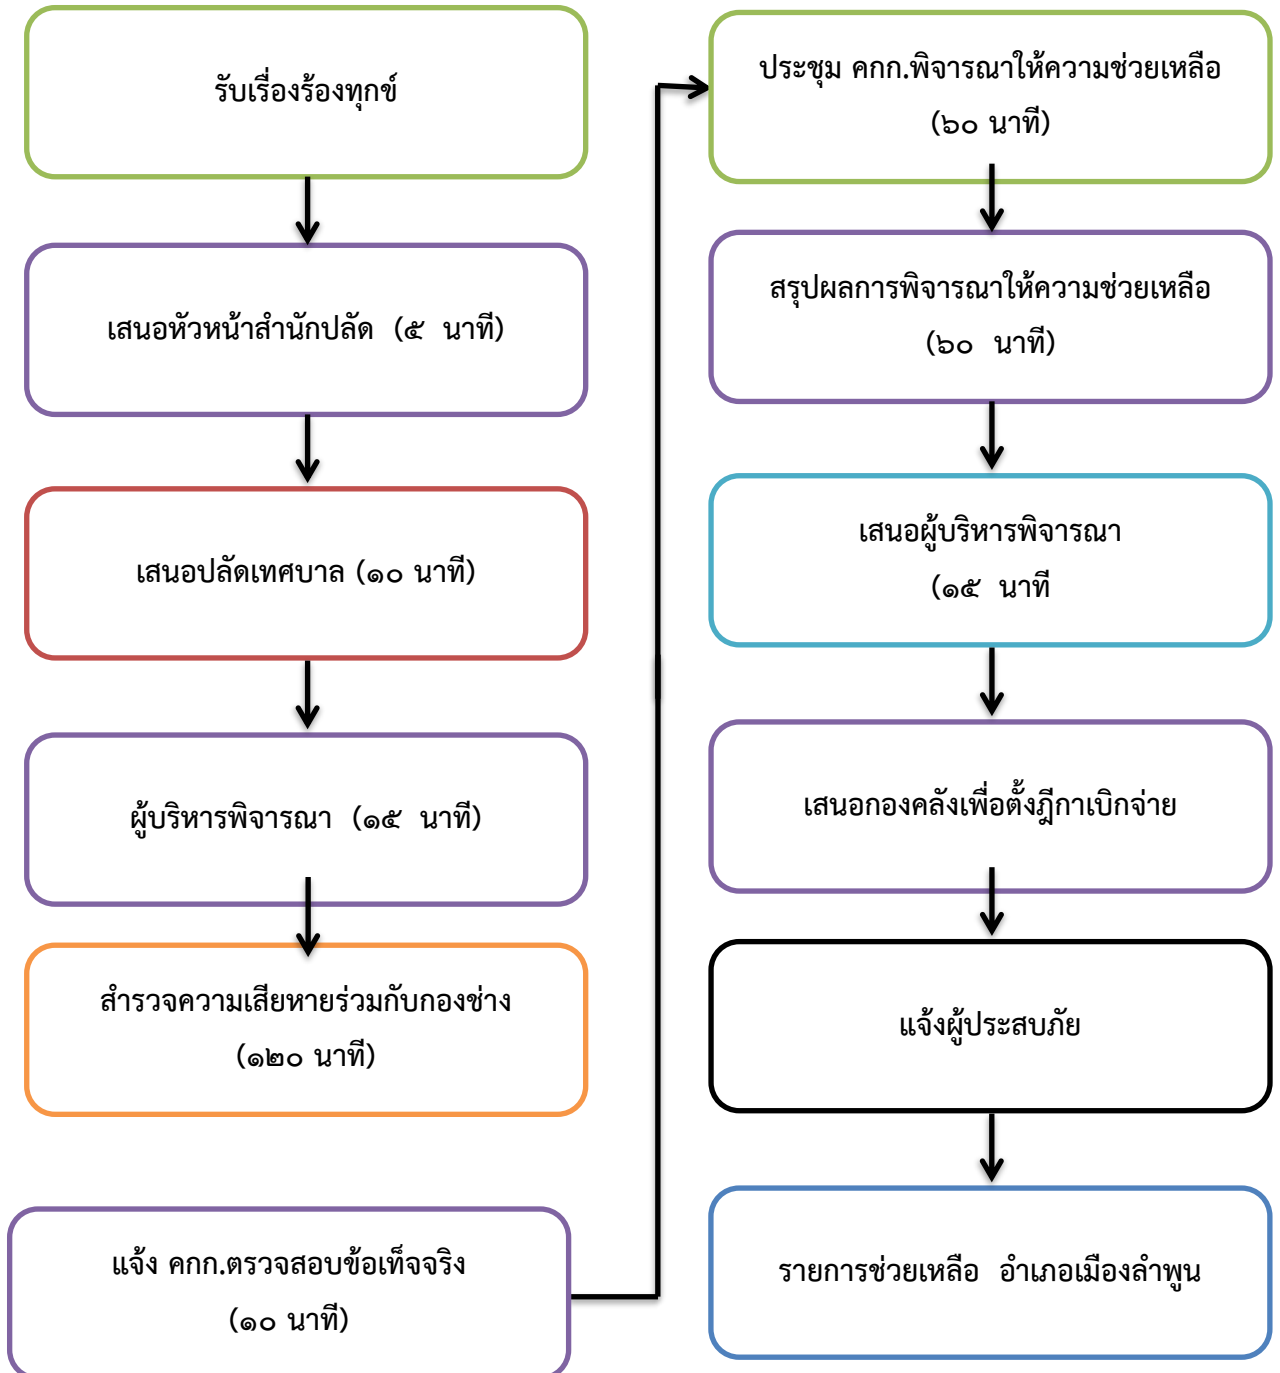 รับเรื่องร้องทุกข์
เสนอหัวหน้าสำนักปลัด (๕ นาที)
เสนอปลัดเทศบาล (๑๐ นาที)
ผู้บริหารพิจารณา (๑๕ นาที)
สำรวจความเสียหายร่วมกับกองช่าง
(๑๒๐ นาที)
แจ้ง คกก.ตรวจสอบข้อเท็จจริง
(๑๐ นาที)
ประชุม คกก.พิจารณาให้ความช่วยเหลือ
(๖๐ นาที)
สรุปผลการพิจารณาให้ความช่วยเหลือ
(๖๐ นาที)
เสนอผู้บริหารพิจารณา
(๑๕ นาที
เสนอกองคลังเพื่อตั้งฎีกาเบิกจ่าย
แจ้งผู้ประสบภัย
รายการช่วยเหลือ อำเภอเมืองลำพูน